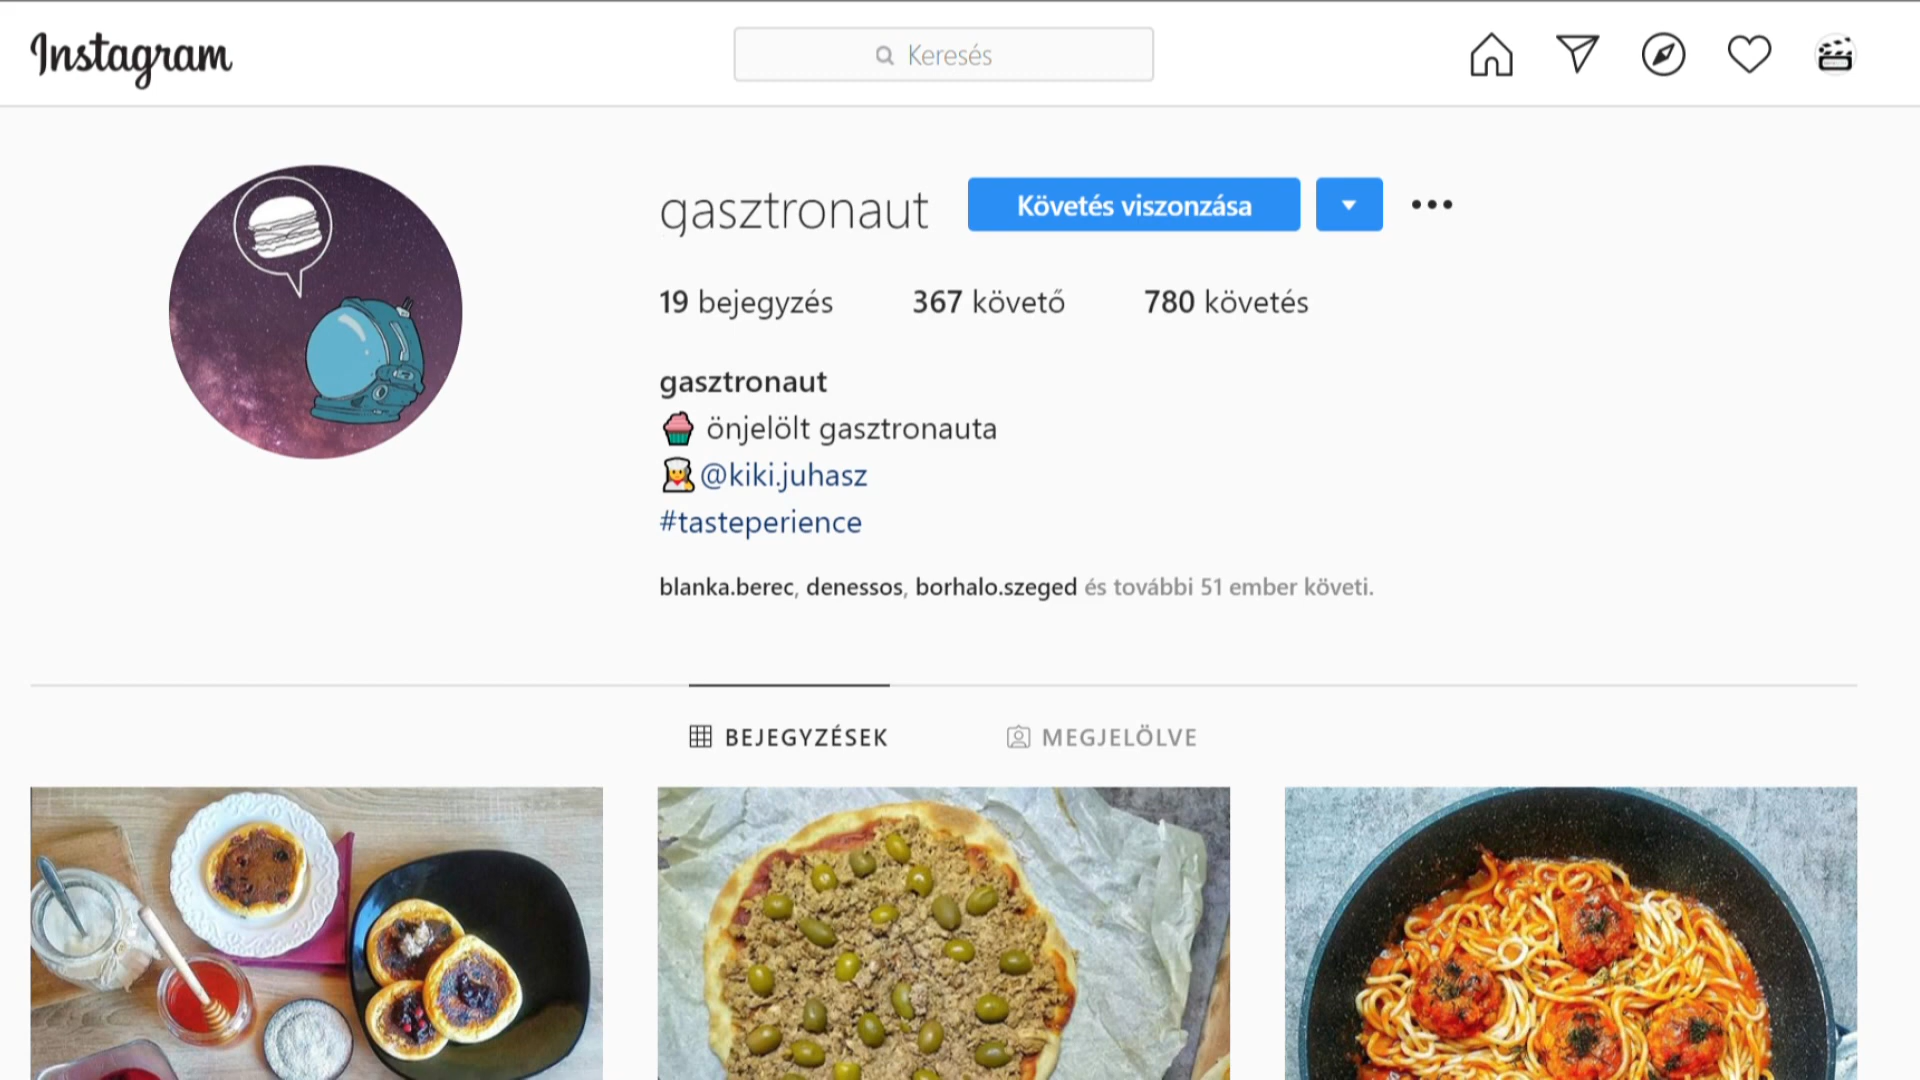 Instagram
Keresés
gasztronaut Követés viszonzása
19 bejegyzés 367 követő 780 követés
gasztronaut
önjelölt gasztronauta
@kiki.juhasz
#tasteperience
blanka.berec, denessos, borhalo.szeged és további 51 ember követi.
BEJEGYZÉSEK MEGJELÖLVE